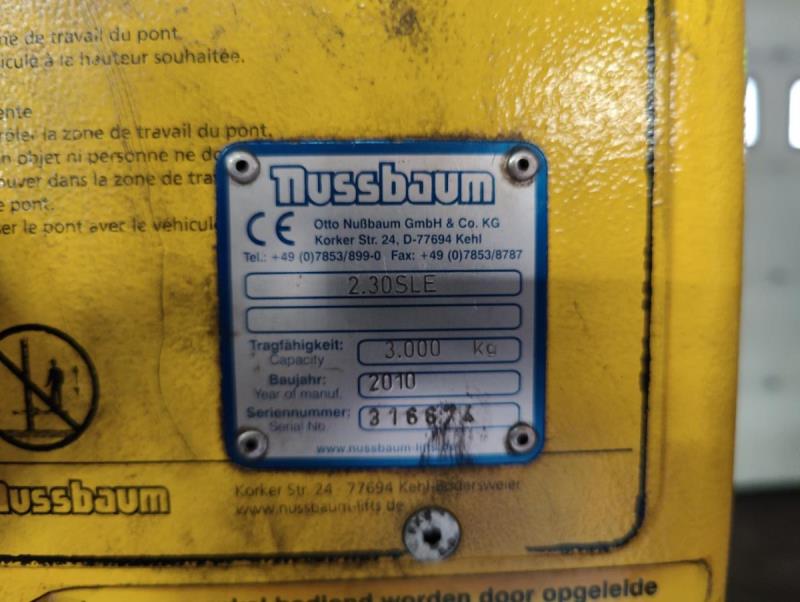 de travail du pont.
à la hauteur souhaitée.
la zone de travail du pont.
objet ni personne ne
dans la zone de
pont.
le pont avec le
nussbaum
CE
Otto Nußbaum GmbH & Co. KG
Korker Str. 24, D-77694 Kehl
Tel.: +49 (0)7853/899-0 Fax: +49 (0)7853/8787
2.30SLE
Tragfähigkeit: 3.000 kg
Capacity
Baujahr: 2010
Year of manuf.
Seriennummer: 316674
Serial No.
www.nussbaum-lifts.de
nussbaum
Korker Str. 24 · 77694 Kehl-Bodersweier
www.nussbaum-lifts.de
bediend worden door opgeleide